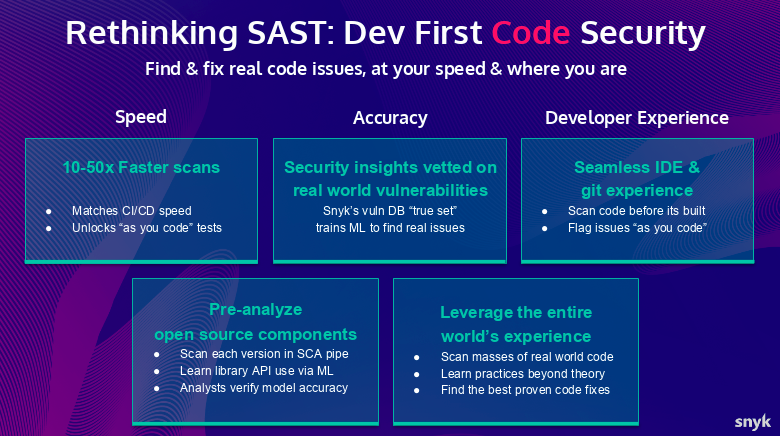 Rethinking SAST: Dev First Code Security
Find & fix real code issues, at your speed & where you are
Speed
10-50x Faster scans
● Matches CI/CD speed
● Unlocks “as you code” tests
Accuracy
Security insights vetted on
real world vulnerabilities
Snyk’s vuln DB “true set”
trains ML to find real issues
Developer Experience
Seamless IDE &
git experience
● Scan code before its built
● Flag issues “as you code”
Pre-analyze
open source components
● Scan each version in SCA pipe
● Learn library API use via ML
● Analysts verify model accuracy
Leverage the entire
world’s experience
● Scan masses of real world code
● Learn practices beyond theory
● Find the best proven code fixes
snyk